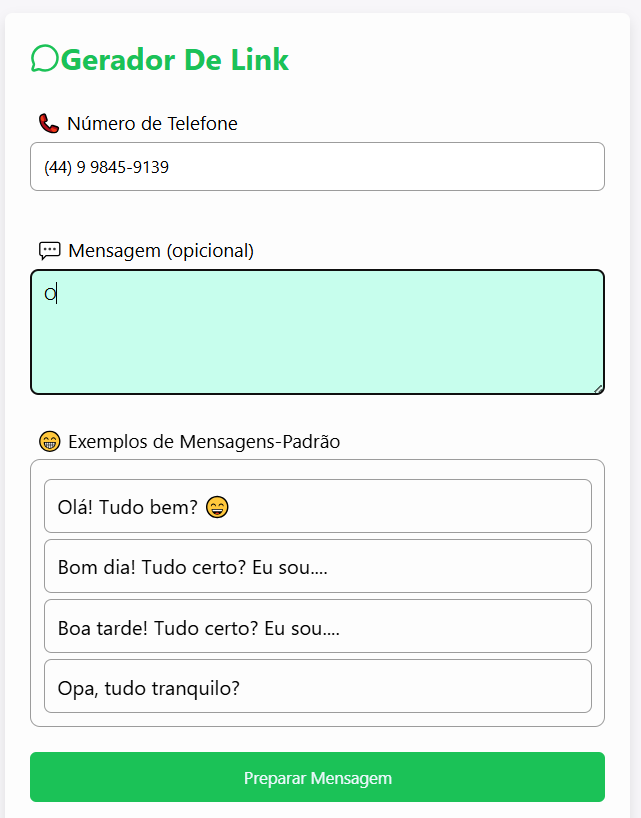 Gerador De Link
Número de Telefone
(44) 9 9845-9139
Mensagem (opicional)
O
Exemplos de Mensagens-Padrão
Olá! Tudo bem? 😄
Bom dia! Tudo certo? Eu sou....
Boa tarde! Tudo certo? Eu sou....
Opa, tudo tranquilo?
Preparar Mensagem